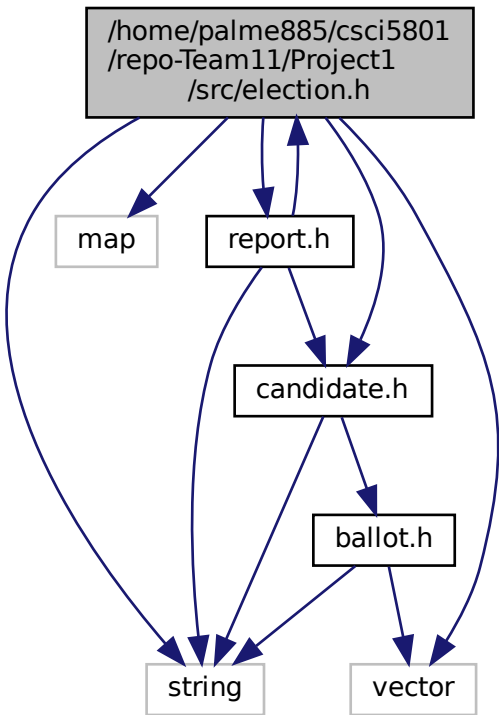 /home/palme885/csci5801
/repo-Team11/Project1
/src/election.h
map
report.h
candidate.h
ballot.h
string
vector